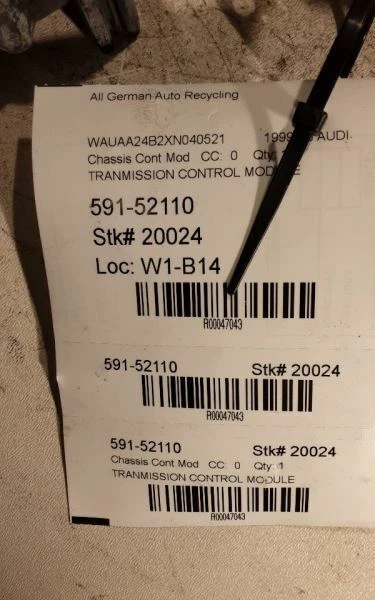 All German Auto Recycling
WAUAA24B2XN040521 1999 AUDI
Chassis Cont Mod CC: 0 Qty:
TRANMISSION CONTROL MODULE
591-52110
Stk# 20024
Loc: W1-B14
R00047043
591-52110 Stk# 20024
R00047043
591-52110 Stk# 20024
Chassis Cont Mod CC: 0 Qty: 1
TRANMISSION CONTROL MODULE
R00047043